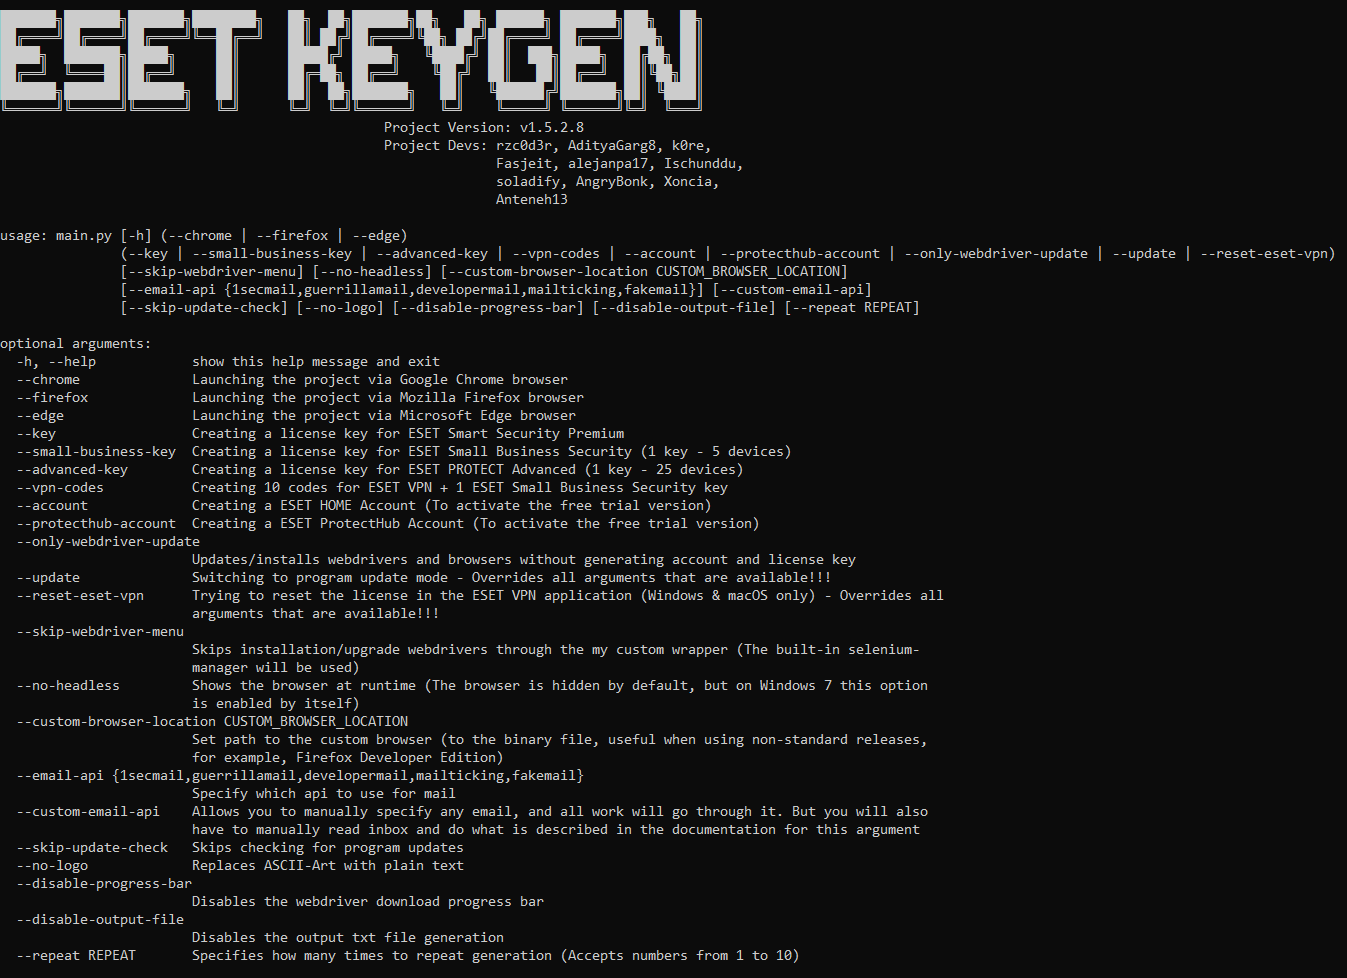 ESET KEYGEN
Project Version: v1.5.2.8
Project Devs: rzc0d3r, AdityaGarg8, k0re,
Fasjeit, alejanpa17, Ischunddu,
soladify, AngryBonk, Xoncia,
Anteneh13
usage: main.py [-h] (--chrome | --firefox | --edge)
(--key | --small-business-key | --advanced-key | --vpn-codes | --account | --protecthub-account | --only-webdriver-update | --update | --reset-eset-vpn)
[--skip-webdriver-menu] [--no-headless] [--custom-browser-location CUSTOM_BROWSER_LOCATION]
[--email-api {1secmail,guerrillamail,developermail,mailticking,fakemail}] [--custom-email-api]
[--skip-update-check] [--no-logo] [--disable-progress-bar] [--disable-output-file] [--repeat REPEAT]
optional arguments:
-h, --help show this help message and exit
--chrome Launching the project via Google Chrome browser
--firefox Launching the project via Mozilla Firefox browser
--edge Launching the project via Microsoft Edge browser
--key Creating a license key for ESET Smart Security Premium
--small-business-key Creating a license key for ESET Small Business Security (1 key - 5 devices)
--advanced-key Creating a license key for ESET PROTECT Advanced (1 key - 25 devices)
--vpn-codes Creating 10 codes for ESET VPN + 1 ESET Small Business Security key
--account Creating a ESET HOME Account (To activate the free trial version)
--protecthub-account Creating a ESET ProtectHub Account (To activate the free trial version)
--only-webdriver-update
Updates/installs webdrivers and browsers without generating account and license key
--update Switching to program update mode - Overrides all arguments that are available!!!
--reset-eset-vpn Trying to reset the license in the ESET VPN application (Windows & macOS only) - Overrides all
arguments that are available!!!
--skip-webdriver-menu
Skips installation/upgrade webdrivers through the my custom wrapper (The built-in selenium-
manager will be used)
--no-headless Shows the browser at runtime (The browser is hidden by default, but on Windows 7 this option
is enabled by itself)
--custom-browser-location CUSTOM_BROWSER_LOCATION
Set path to the custom browser (to the binary file, useful when using non-standard releases,
for example, Firefox Developer Edition)
--email-api {1secmail,guerrillamail,developermail,mailticking,fakemail}
Specify which api to use for mail
--custom-email-api Allows you to manually specify any email, and all work will go through it. But you will also
have to manually read inbox and do what is described in the documentation for this argument
--skip-update-check Skips checking for program updates
--no-logo Replaces ASCII-Art with plain text
--disable-progress-bar
Disables the webdriver download progress bar
--disable-output-file
Disables the output txt file generation
--repeat REPEAT Specifies how many times to repeat generation (Accepts numbers from 1 to 10)